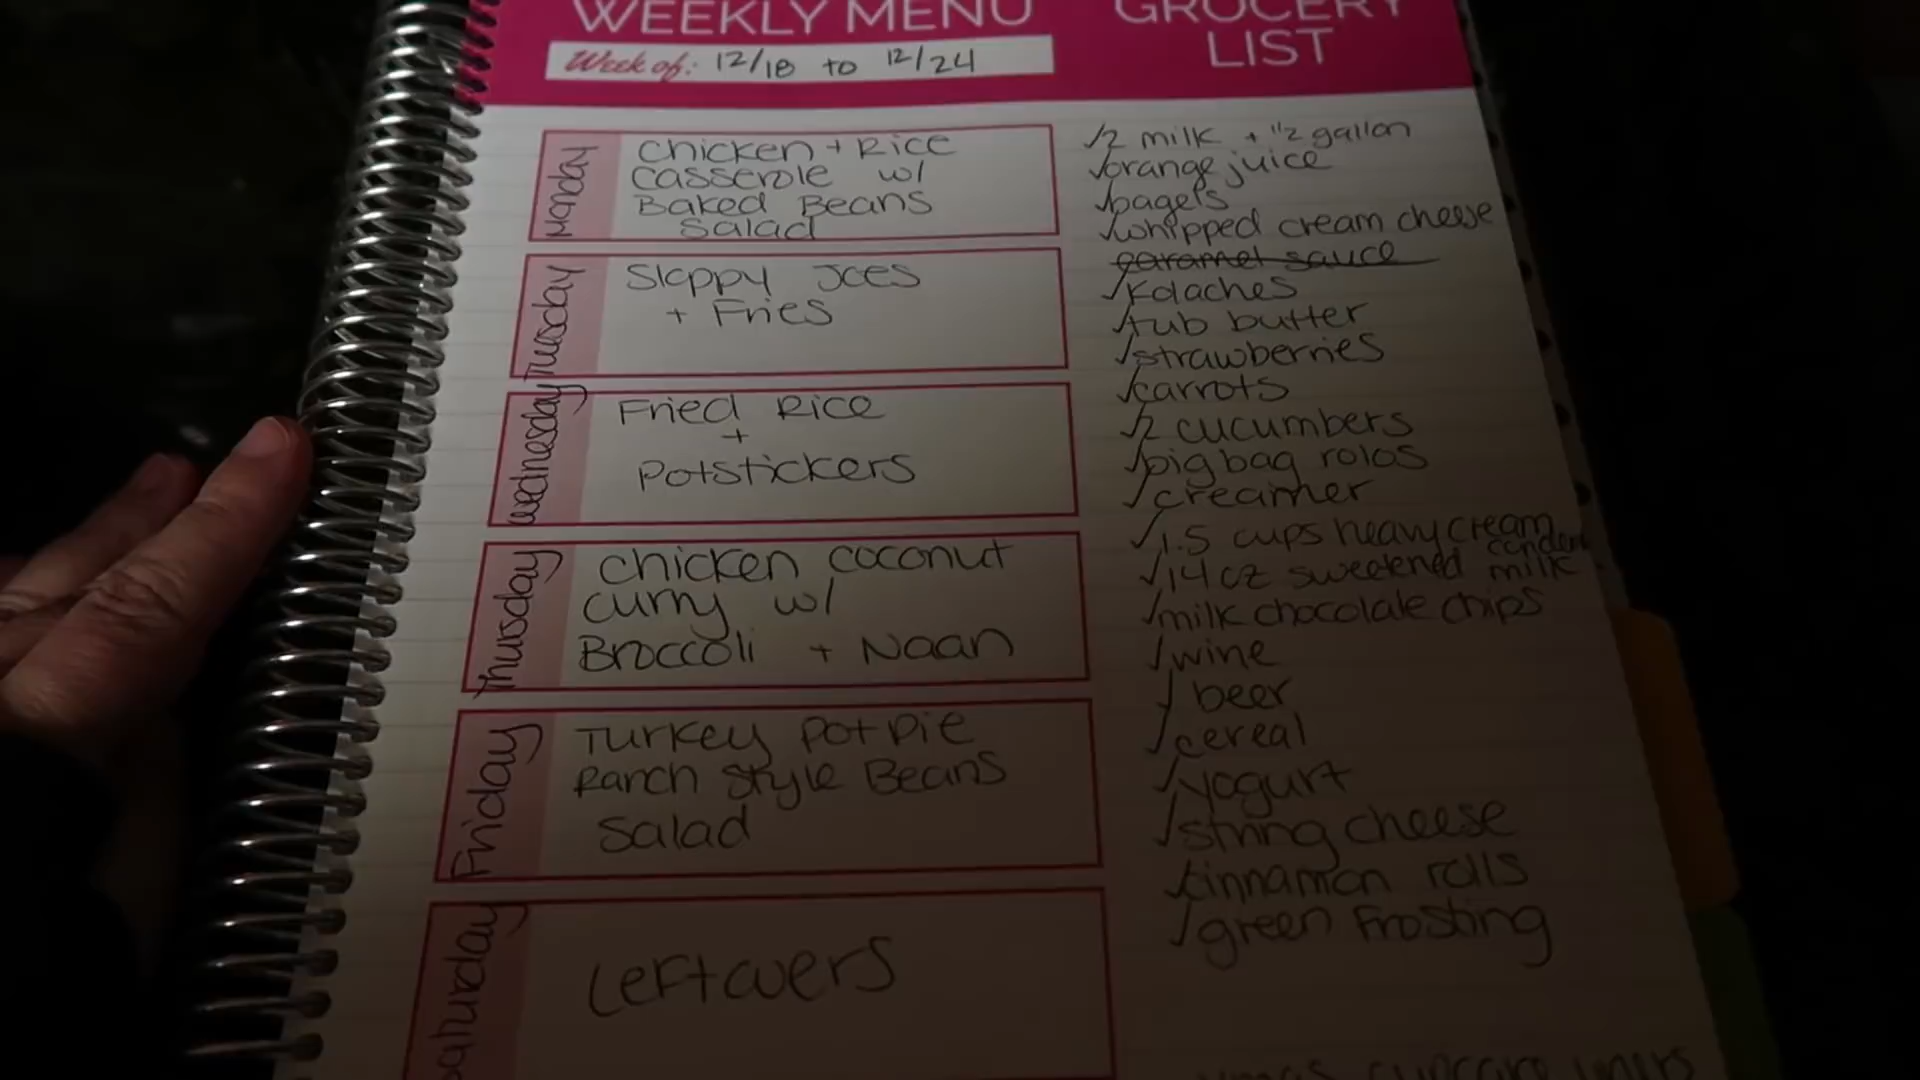 WEEKLY MENU
Week of: 12/18 to 12/24
Monday
Chicken + Rice
Casserole w/
Baked Beans
Salad
Tuesday
Sloppy Joes
+ Fries
Wednesday
Fried Rice
+
Potstickers
Thursday
Chicken Coconut
Curry w/
Broccoli + Naan
Friday
Turkey Pot Pie
Ranch Style Beans
Salad
Saturday
Leftovers
GROCERY
LIST
√2 milk + 1/2 gallon
√orange juice
√bagels
√whipped cream cheese
caramel sauce
√Kolaches
√tub butter
√strawberries
√carrots
√2 cucumbers
√big bag rolos
√creamer
√1.5 cups heavy cream
√14 oz sweetened milk
√milk chocolate chips
√wine
√beer
√cereal
√yogurt
√string cheese
√cinnamon rolls
√green frosting